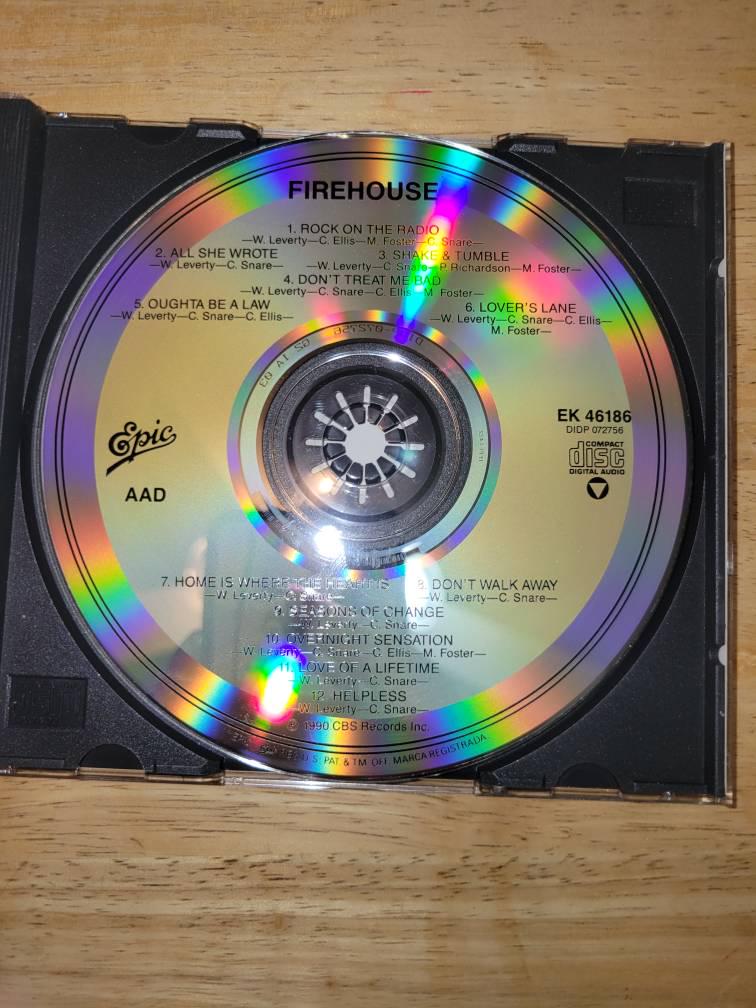 FIREHOUSE
1. ROCK ON THE RADIO
—W. Leverty—C. Ellis—M. Foster—C. Snare—
2. ALL SHE WROTE
—W. Leverty—C. Snare—
3. SHAKE & TUMBLE
—W. Leverty—C. Snare—P. Richardson—M. Foster—
4. DON'T TREAT ME BAD
—W. Leverty—C. Snare—C. Ellis—M. Foster—
5. OUGHTA BE A LAW
—W. Leverty—C. Snare—C. Ellis—
6. LOVER'S LANE
—W. Leverty—C. Snare—C. Ellis—
M. Foster—
Epic
AAD
EK 46186
DIDP 072756
COMPACT
disc
DIGITAL AUDIO
7. HOME IS WHERE THE HEART IS
—W. Leverty—C. Snare—
8. DON'T WALK AWAY
—W. Leverty—C. Snare—
9. SEASONS OF CHANGE
—W. Leverty—C. Snare—
10. OVERNIGHT SENSATION
—W. Leverty—C. Snare—C. Ellis—M. Foster—
11. LOVE OF A LIFETIME
—W. Leverty—C. Snare—
12. HELPLESS
—W. Leverty—C. Snare—
℗ 1990 CBS Records Inc.
U.S. PAT. & TM. OFF. MARCA REGISTRADA